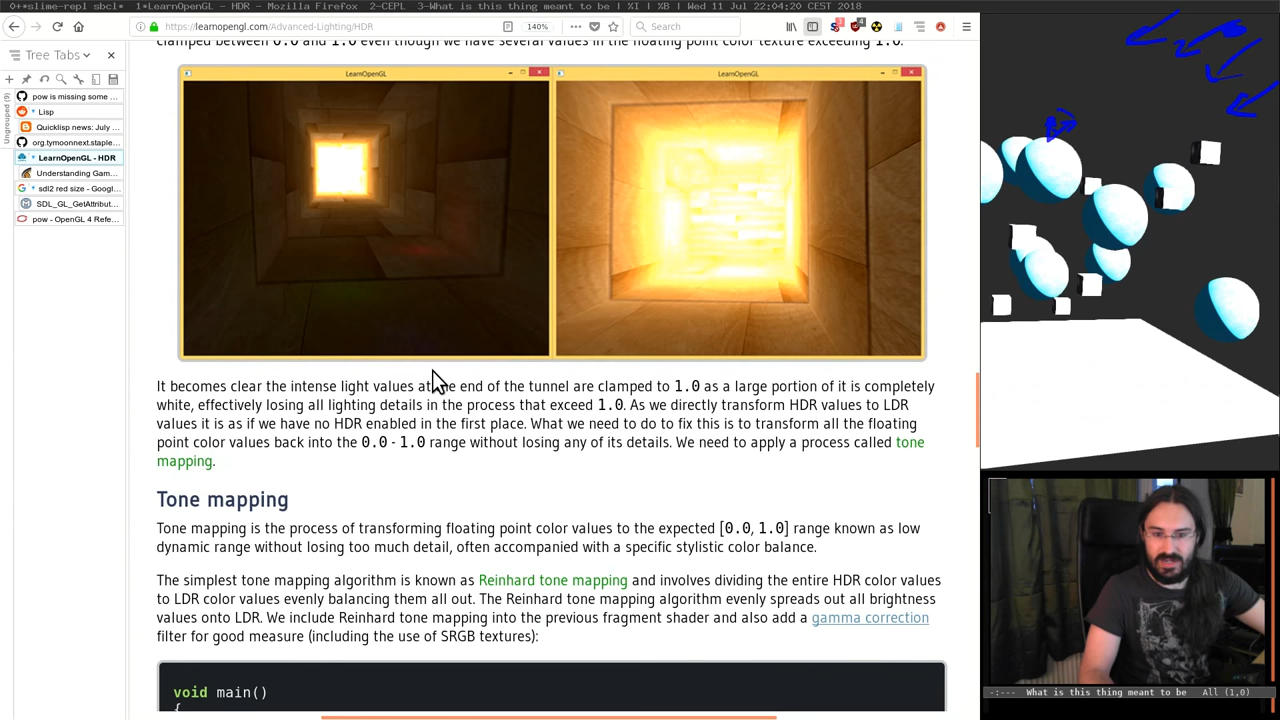 0*+*slime-repl sbcl* 1*LearnOpenGL - HDR - Mozilla Firefox 2-CEPL 3-What is this thing meant to be | %I | %B | Wed 11 Jul 22:04:20 CEST 2018
https://learnopengl.com/Advanced-Lighting/HDR
140%
Search
Tree Tabs
Ungrouped (9)
pow is missing some ...
Lisp
Quicklisp news: July ...
org.tymoonnext.staple...
LearnOpenGL - HDR
Understanding Gam...
sdl2 red size - Googl...
SDL_GL_GetAttribut...
pow - OpenGL 4 Refe...
clamped between 0.0 and 1.0 even though we have several values in the floating point color texture exceeding 1.0.
LearnOpenGL
LearnOpenGL
It becomes clear the intense light values at the end of the tunnel are clamped to 1.0 as a large portion of it is completely
white, effectively losing all lighting details in the process that exceed 1.0. As we directly transform HDR values to LDR
values it is as if we have no HDR enabled in the first place. What we need to do to fix this is to transform all the floating
point color values back into the 0.0 - 1.0 range without losing any of its details. We need to apply a process called tone
mapping.
Tone mapping
Tone mapping is the process of transforming floating point color values to the expected [0.0, 1.0] range known as low
dynamic range without losing too much detail, often accompanied with a specific stylistic color balance.
The simplest tone mapping algorithm is known as Reinhard tone mapping and involves dividing the entire HDR color values
to LDR color values evenly balancing them all out. The Reinhard tone mapping algorithm evenly spreads out all brightness
values onto LDR. We include Reinhard tone mapping into the previous fragment shader and also add a gamma correction
filter for good measure (including the use of SRGB textures):
void main()
{
-:--- What is this thing meant to be All (1,0)